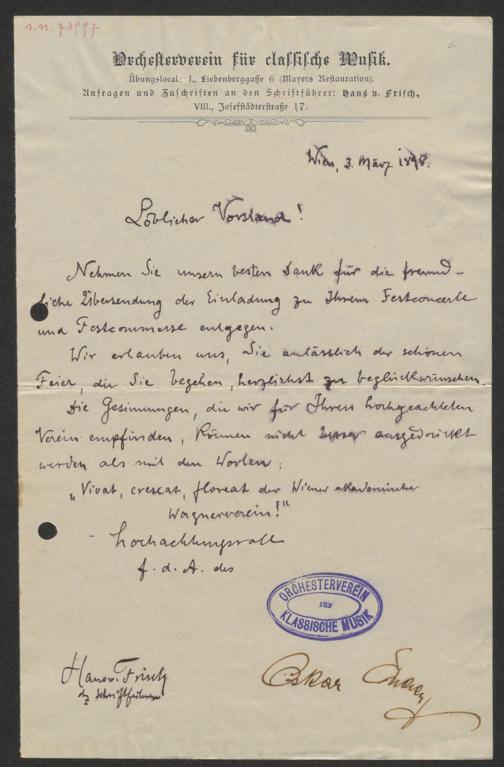 I.N. 78997
Orchesterverein für classische Musik.
Übungslocal: I., Liebenberggasse 6 (Mayers Restauration).
Anfragen und Zuschriften an den Schriftführer: Hans v. Frisch,
VIII., Josefstädterstraße 17.
Wien, 3. März 1898.
Löblicher Vorstand!
Nehmen Sie unsern besten Dank für die freund-
liche Übersendung der Einladung zu Ihrem Festconcerte
und Festcommerse entgegen.
Wir erlauben uns, Sie anlässlich der schönen
Feier, die Sie begehen, herzlichst zu beglückwünschen.
Die Gesinnungen, die wir für Ihren hochgeachteten
Verein empfinden, können nicht besser ausgedrückt
werden als mit den Worten:
„Vivat, crescat, floreat der Wiener akademische
Wagnerverein!"
Hochachtungsvoll
f. d. A. des
ORCHESTERVEREIN
für
KLASSISCHE MUSIK
Hans v. Frisch
dz Schriftführer
Oskar